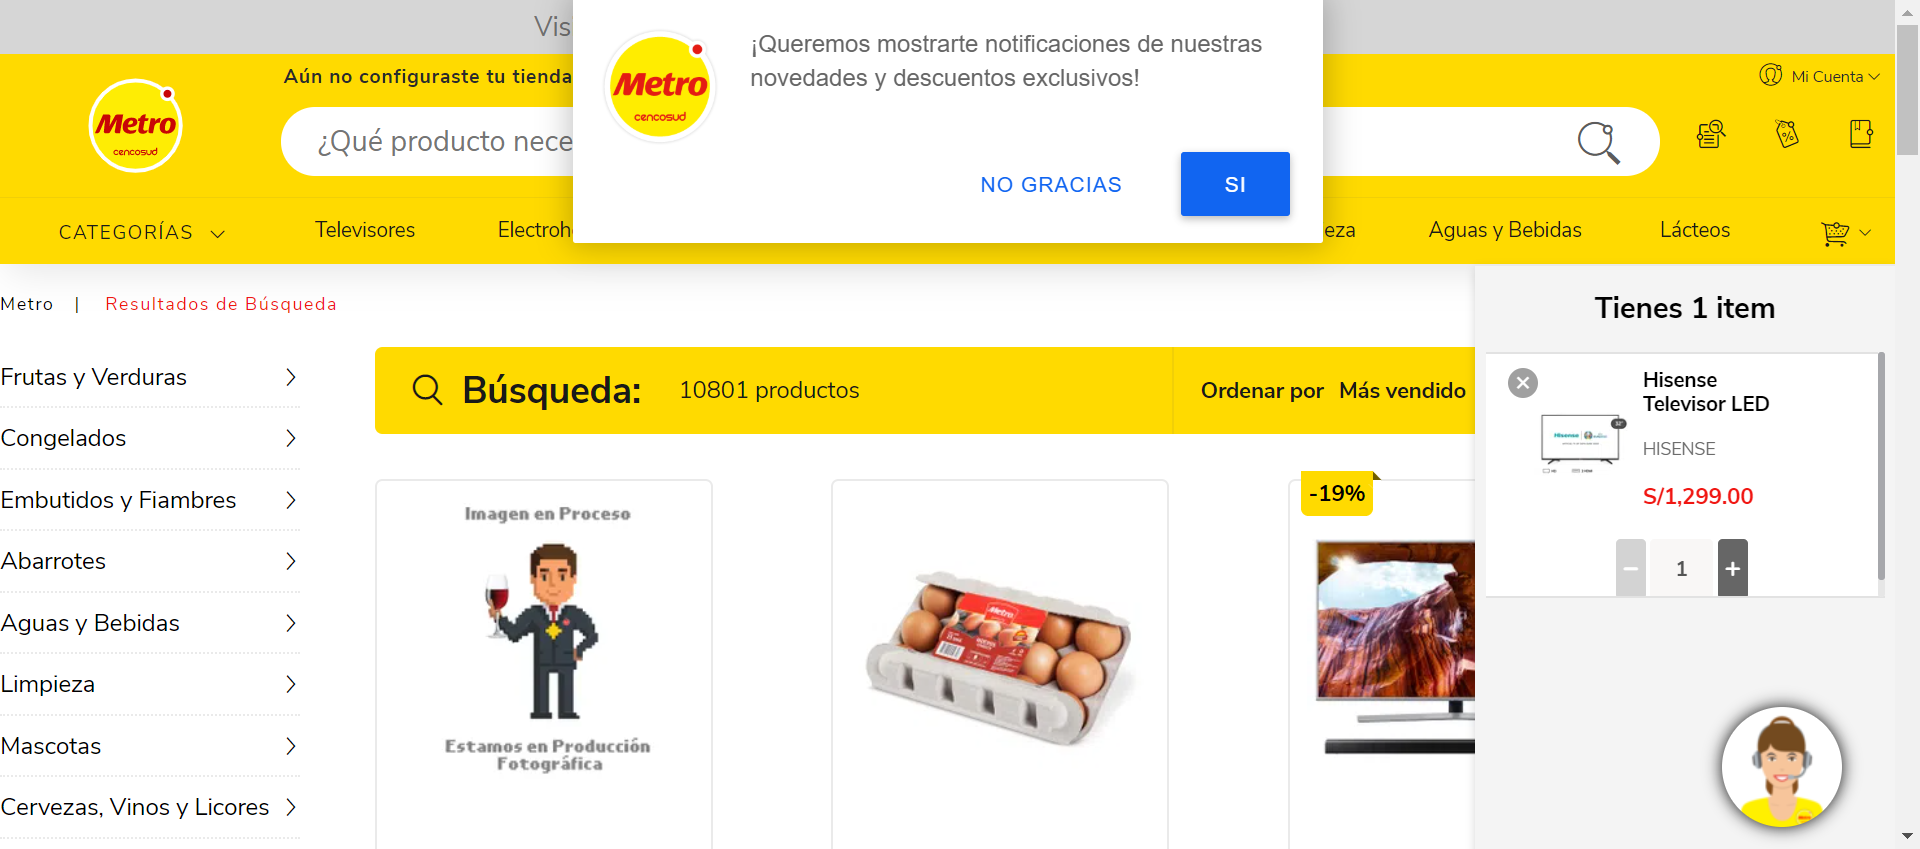 Vis
¡Queremos mostrarte notificaciones de nuestras
novedades y descuentos exclusivos!
NO GRACIAS
SI
Metro
cencosud
Metro
cencosud
Aún no configuraste tu tienda
¿Qué producto nece
Mi Cuenta
CATEGORÍAS
Televisores
Electroh
eza
Aguas y Bebidas
Lácteos
Metro | Resultados de Búsqueda
Frutas y Verduras
Congelados
Embutidos y Fiambres
Abarrotes
Aguas y Bebidas
Limpieza
Mascotas
Cervezas, Vinos y Licores
Búsqueda:
10801 productos
Ordenar por Más vendido
Imagen en Proceso
Estamos en Producción
Fotográfica
Metro
-19%
Tienes 1 item
Hisense
Televisor LED
HISENSE
S/1,299.00
Hisense
32"
− 1 +